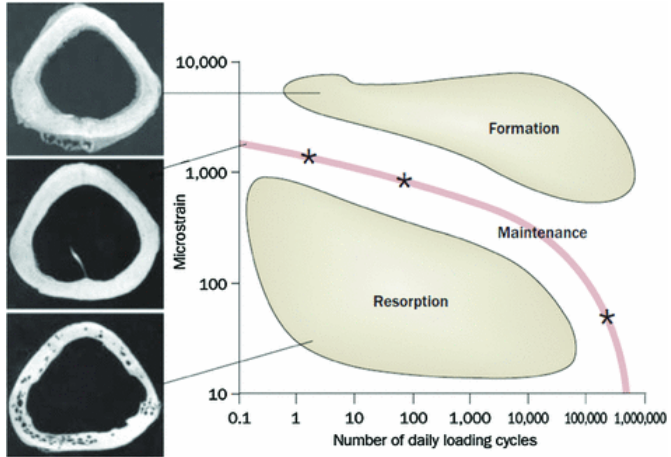 10,000
Formation
Microstrain
1,000
Maintenance
100
Resorption
10
0.1 1 10 100 1,000 10,000 100,000 1,000,000
Number of daily loading cycles
*
*
*